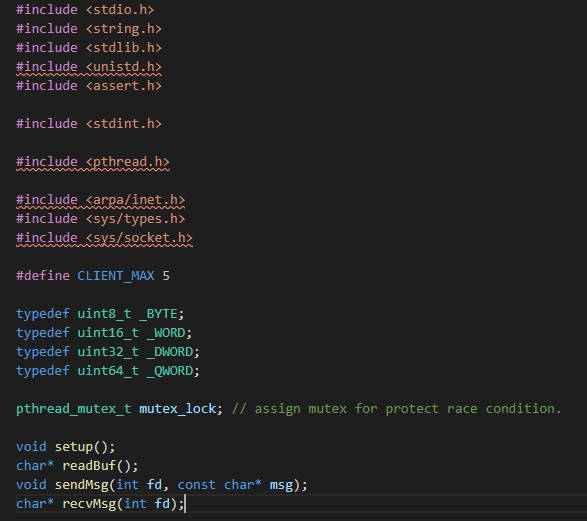 #include <stdio.h>
#include <string.h>
#include <stdlib.h>
#include <unistd.h>
#include <assert.h>
#include <stdint.h>
#include <pthread.h>
#include <arpa/inet.h>
#include <sys/types.h>
#include <sys/socket.h>
#define CLIENT_MAX 5
typedef uint8_t _BYTE;
typedef uint16_t _WORD;
typedef uint32_t _DWORD;
typedef uint64_t _QWORD;
pthread_mutex_t mutex_lock; // assign mutex for protect race condition.
void setup();
char* readBuf();
void sendMsg(int fd, const char* msg);
char* recvMsg(int fd);